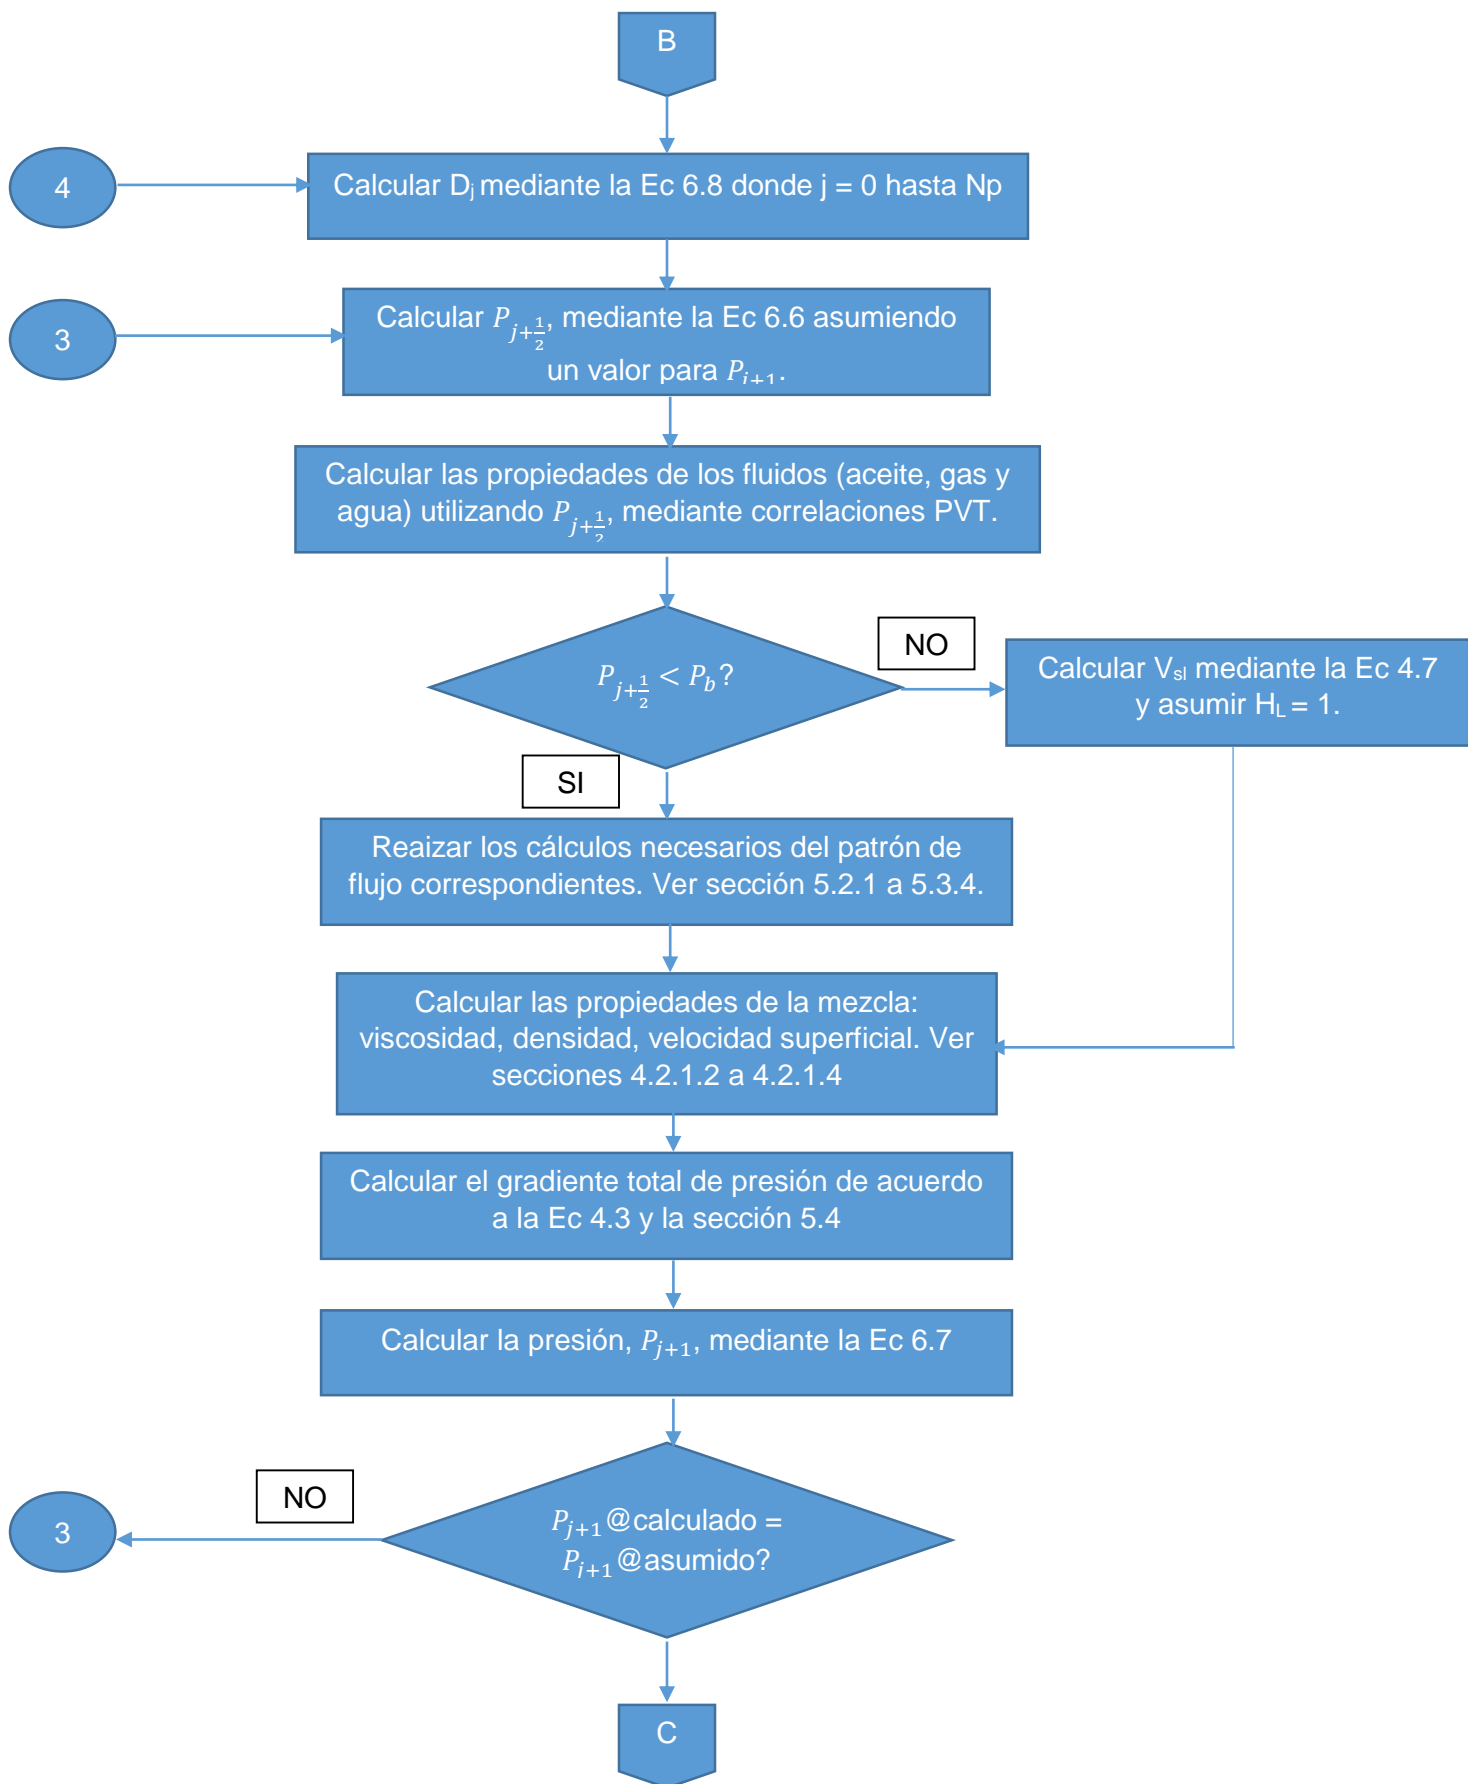 B
4
Calcular Dj mediante la Ec 6.8 donde j = 0 hasta Np
3
Calcular P_{j+\frac{1}{2}}, mediante la Ec 6.6 asumiendo
un valor para P_{j+1}.
Calcular las propiedades de los fluidos (aceite, gas y
agua) utilizando P_{j+\frac{1}{2}}, mediante correlaciones PVT.
P_{j+\frac{1}{2}} < P_b?
NO
Calcular Vsl mediante la Ec 4.7
y asumir HL = 1.
SI
Reaizar los cálculos necesarios del patrón de
flujo correspondientes. Ver sección 5.2.1 a 5.3.4.
Calcular las propiedades de la mezcla:
viscosidad, densidad, velocidad superficial. Ver
secciones 4.2.1.2 a 4.2.1.4
Calcular el gradiente total de presión de acuerdo
a la Ec 4.3 y la sección 5.4
Calcular la presión, P_{j+1}, mediante la Ec 6.7
NO
3
P_{j+1}@calculado =
P_{j+1}@asumido?
C